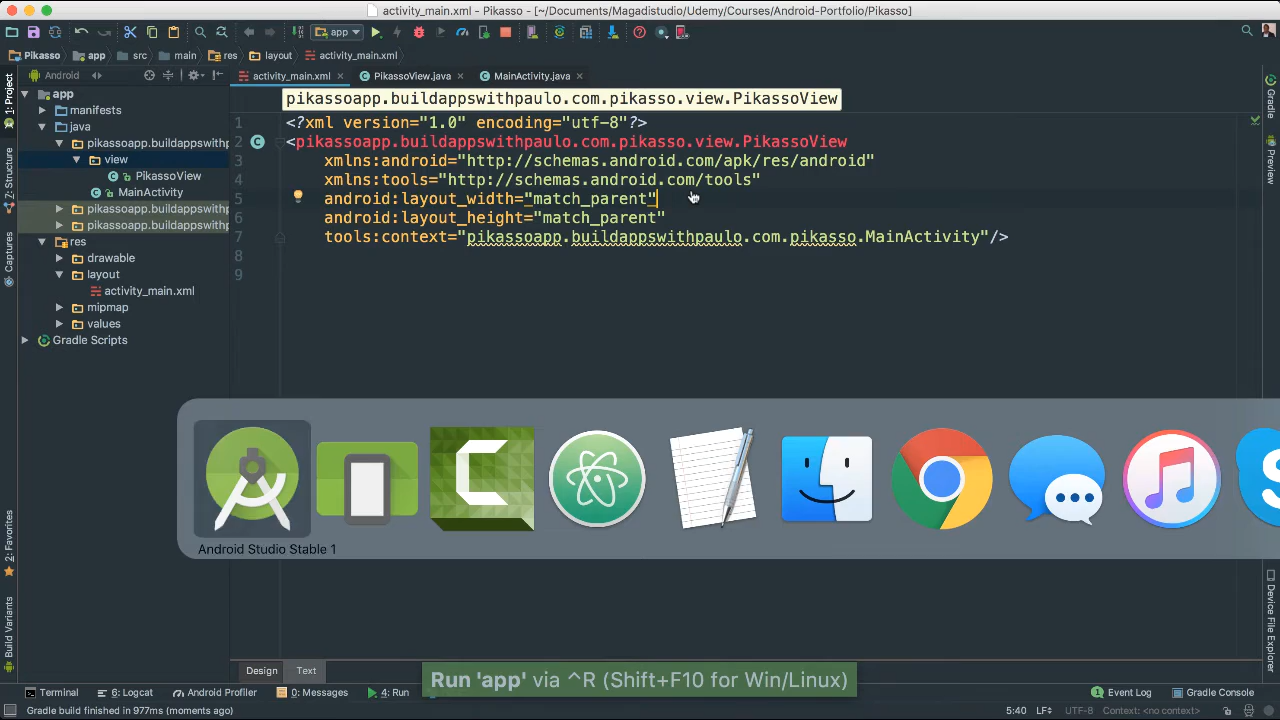 activity_main.xml - Pikasso - [~/Documents/Magadistudio/Udemy/Courses/Android-Portfolio/Pikasso]
app
Pikasso
app
src
main
res
layout
activity_main.xml
Android
activity_main.xml
PikassoView.java
MainActivity.java
1: Project
Z: Structure
Captures
2: Favorites
Build Variants
Gradle
Preview
Device File Explorer
app
manifests
java
pikassoapp.buildappswithp
view
PikassoView
MainActivity
pikassoapp.buildappswithp
pikassoapp.buildappswithp
res
drawable
layout
activity_main.xml
mipmap
values
Gradle Scripts
pikassoapp.buildappswithpaulo.com.pikasso.view.PikassoView
1 <?xml version="1.0" encoding="utf-8"?>
2 <pikassoapp.buildappswithpaulo.com.pikasso.view.PikassoView
3 xmlns:android="http://schemas.android.com/apk/res/android"
4 xmlns:tools="http://schemas.android.com/tools"
5 android:layout_width="match_parent"
6 android:layout_height="match_parent"
7 tools:context="pikassoapp.buildappswithpaulo.com.pikasso.MainActivity"/>
8
9
Android Studio Stable 1
Design
Text
Run 'app' via ^R (Shift+F10 for Win/Linux)
Terminal
6: Logcat
Android Profiler
0: Messages
4: Run
Event Log
Gradle Console
Gradle build finished in 977ms (moments ago)
5:40
LF
UTF-8
Context: <no context>